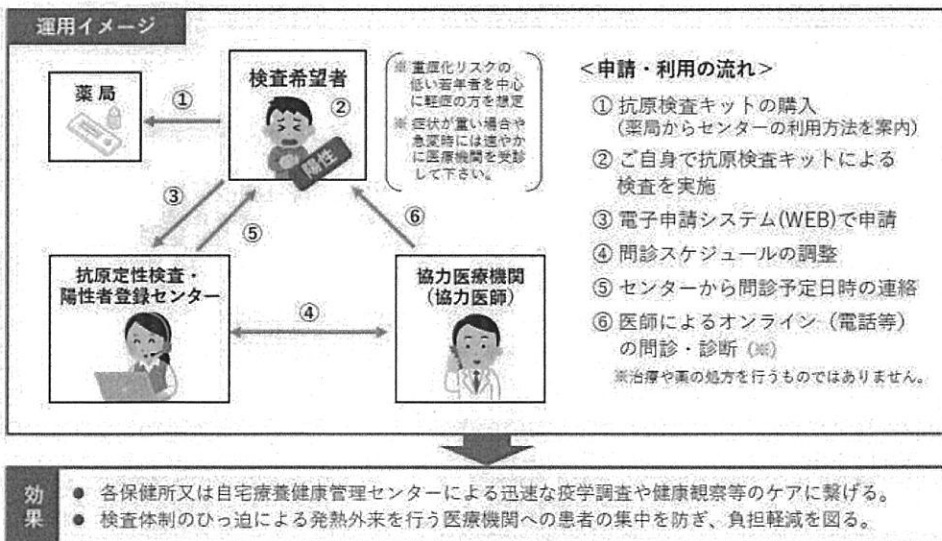 運用イメージ
薬局
①
検査希望者
②
陽性
※ 重症化リスクの
低い若年者を中心
に軽症の方を想定
※ 症状が重い場合や
急変時には速やか
に医療機関を受診
して下さい。
③
⑤
⑥
抗原定性検査・
陽性者登録センター
④
協力医療機関
(協力医師)
<申請・利用の流れ>
① 抗原検査キットの購入
(薬局からセンターの利用方法を案内)
② ご自身で抗原検査キットによる
検査を実施
③ 電子申請システム(WEB)で申請
④ 問診スケジュールの調整
⑤ センターから問診予定日時の連絡
⑥ 医師によるオンライン(電話等)
の問診・診断 (※)
※治療や薬の処方を行うものではありません。
効果
● 各保健所又は自宅療養健康管理センターによる迅速な疫学調査や健康観察等のケアに繋げる。
● 検査体制のひっ迫による発熱外来を行う医療機関への患者の集中を防ぎ、負担軽減を図る。